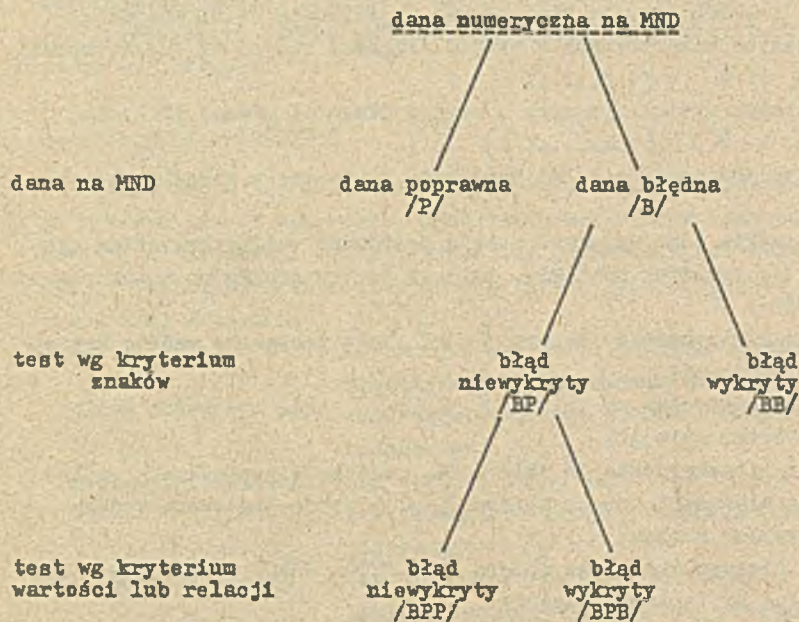 dana numeryczna na MND
dana na MND
dana poprawna
/P/
dana błędna
/B/
test wg kryterium
znaków
błąd
niewykryty
/BP/
błąd
wykryty
/BB/
test wg kryterium
wartości lub relacji
błąd
niewykryty
/BPP/
błąd
wykryty
/BPB/